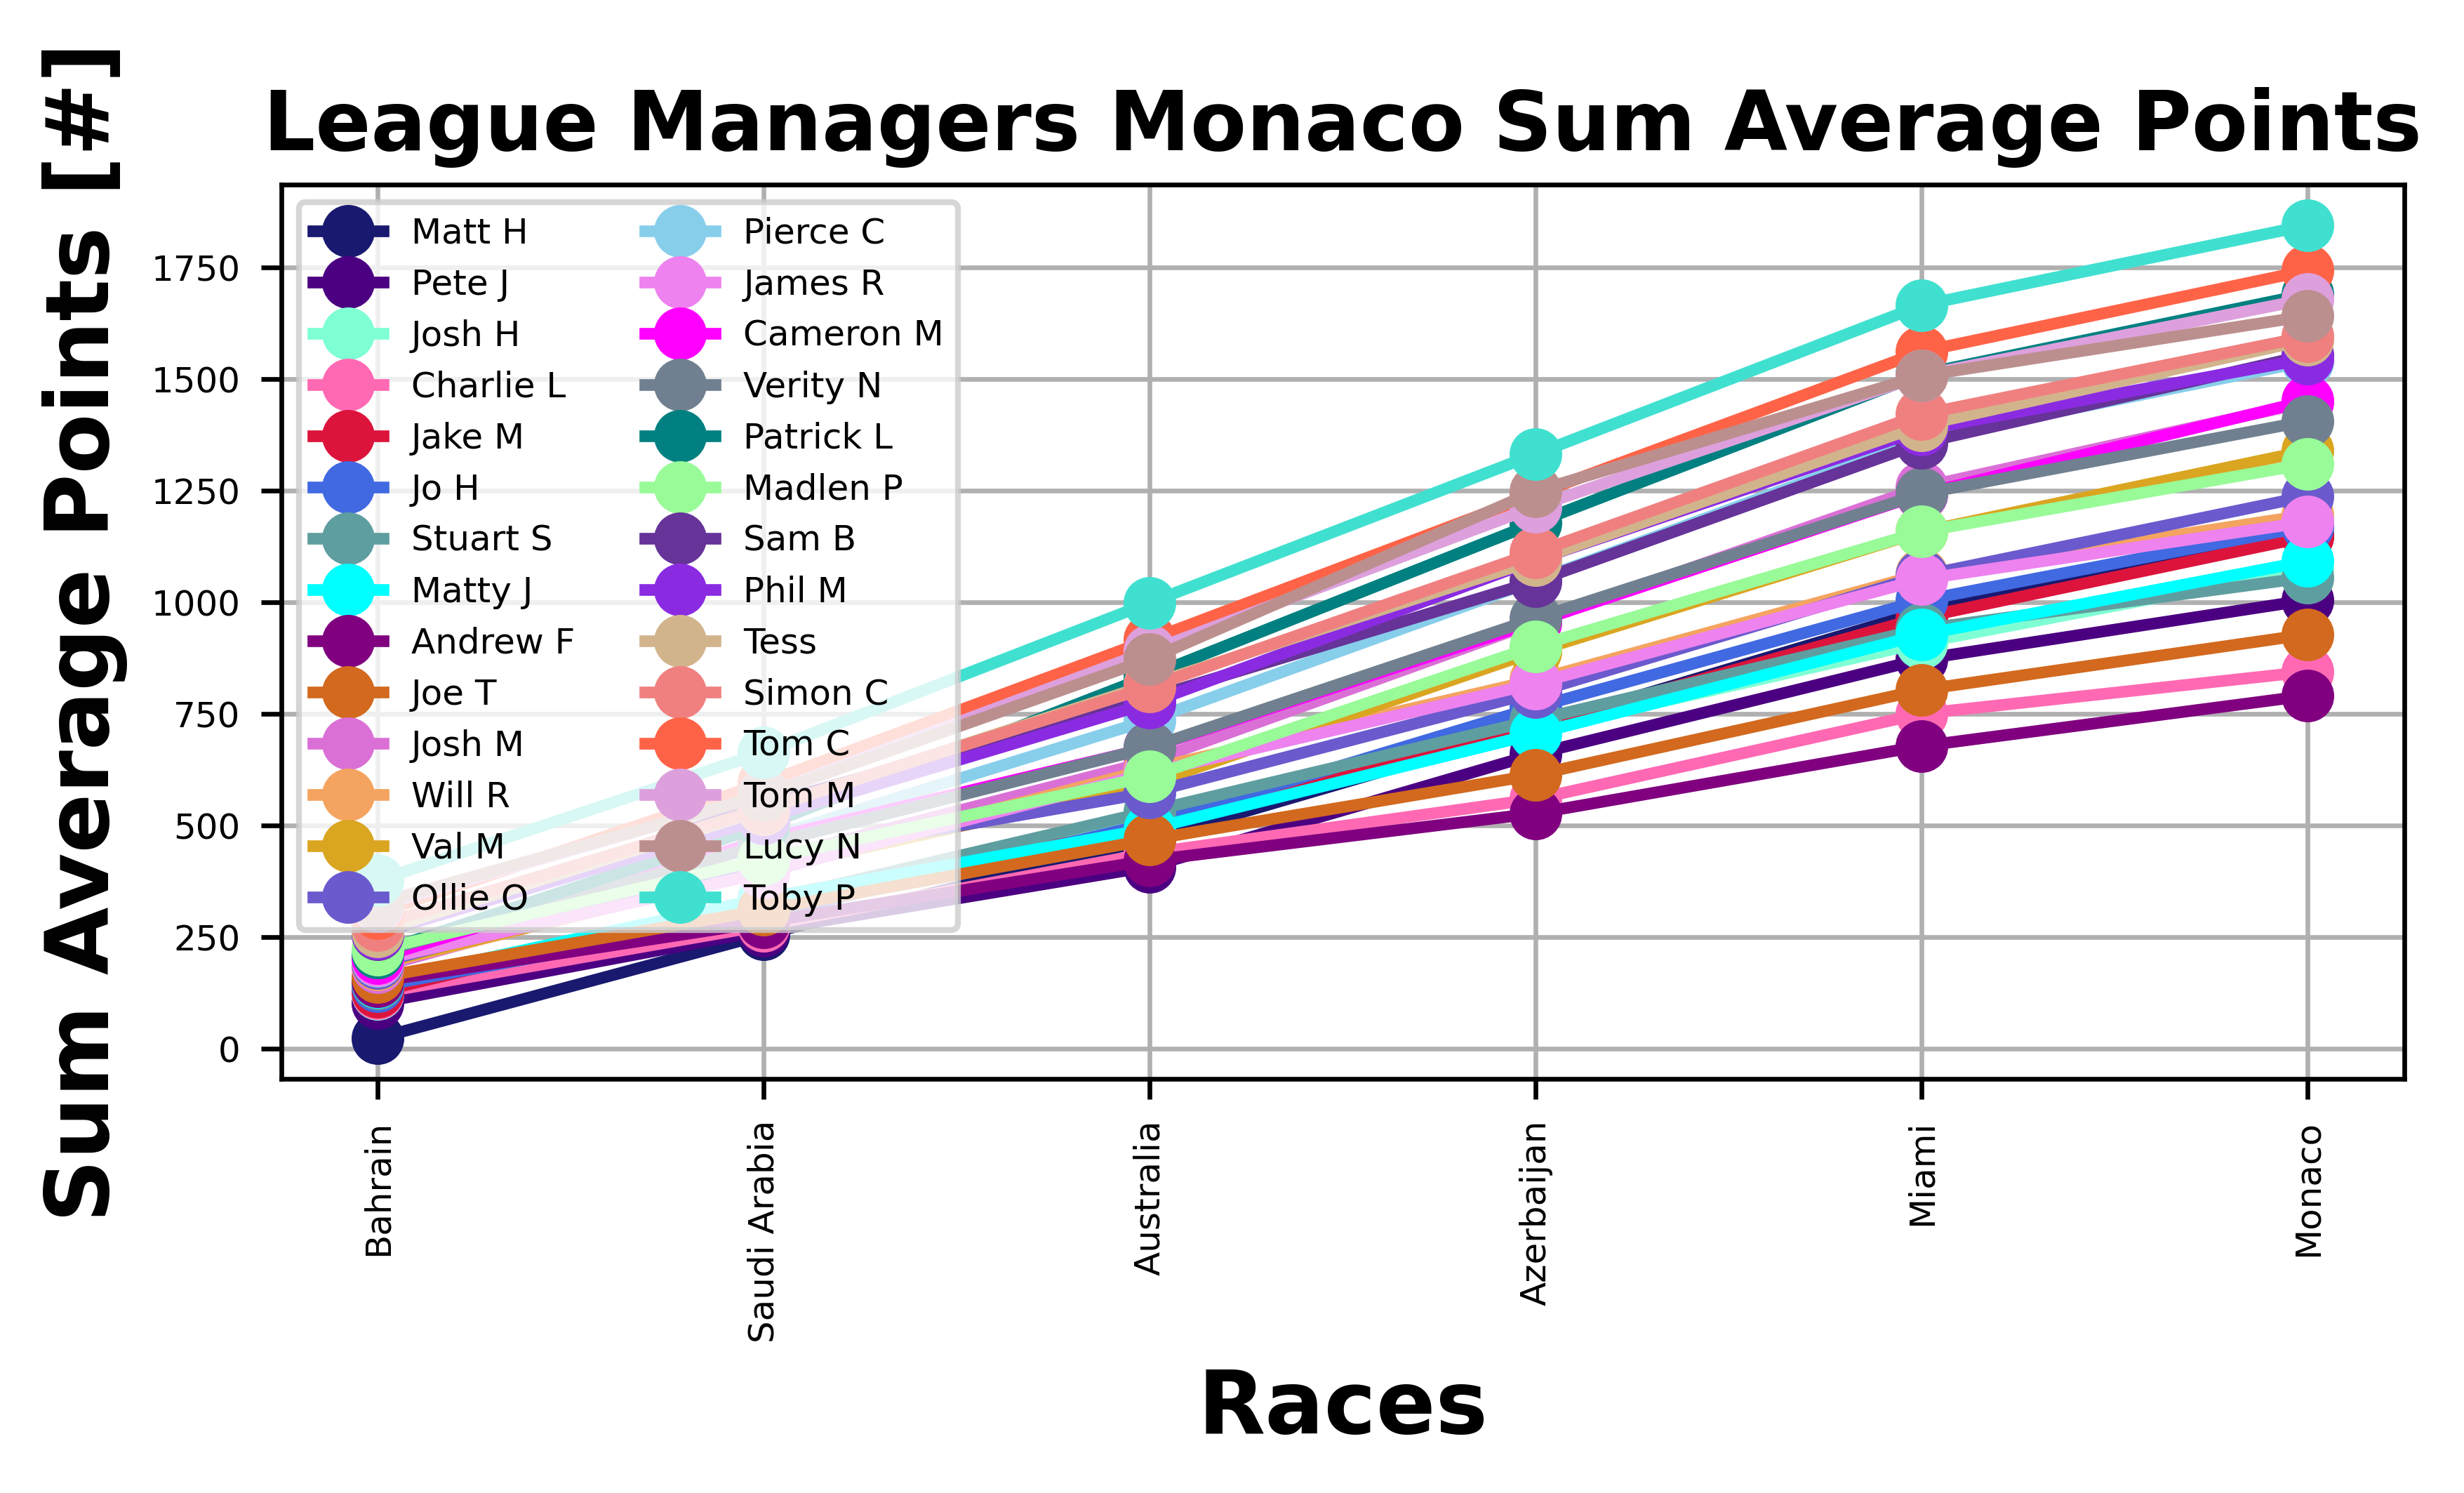 League Managers Monaco Sum Average Points
Sum Average Points [#]
1750
1500
1250
1000
750
500
250
0
Matt H
Pete J
Josh H
Charlie L
Jake M
Jo H
Stuart S
Matty J
Andrew F
Joe T
Josh M
Will R
Val M
Ollie O
Pierce C
James R
Cameron M
Verity N
Patrick L
Madlen P
Sam B
Phil M
Tess
Simon C
Tom C
Tom M
Lucy N
Toby P
Bahrain
Saudi Arabia
Australia
Azerbaijan
Miami
Monaco
Races